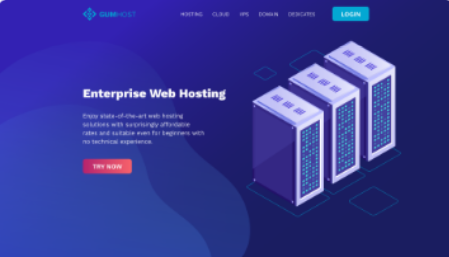 GURIHOST
HOSTING CLOUD VPS DOMAIN DEDICATED
LOGIN
Enterprise Web Hosting
Enjoy state-of-the-art web hosting
solutions with surprisingly affordable
rates and suitable even for beginners with
no technical experience.
TRY NOW